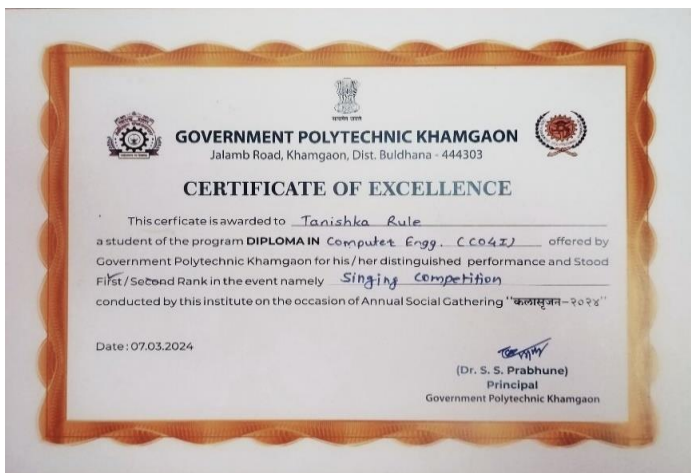 सत्यमेव जयते
GOVERNMENT POLYTECHNIC KHAMGAON
Jalamb Road, Khamgaon, Dist. Buldhana - 444303
CERTIFICATE OF EXCELLENCE
This cerficate is awarded to Tanishka Rule
a student of the program DIPLOMA IN Computer Engg. (CO4I) offered by
Government Polytechnic Khamgaon for his/her distinguished performance and Stood
First/Second Rank in the event namely Singing Competition
conducted by this institute on the occasion of Annual Social Gathering "कलासृजन-२०२४"
Date : 07.03.2024
(Dr. S. S. Prabhune)
Principal
Government Polytechnic Khamgaon